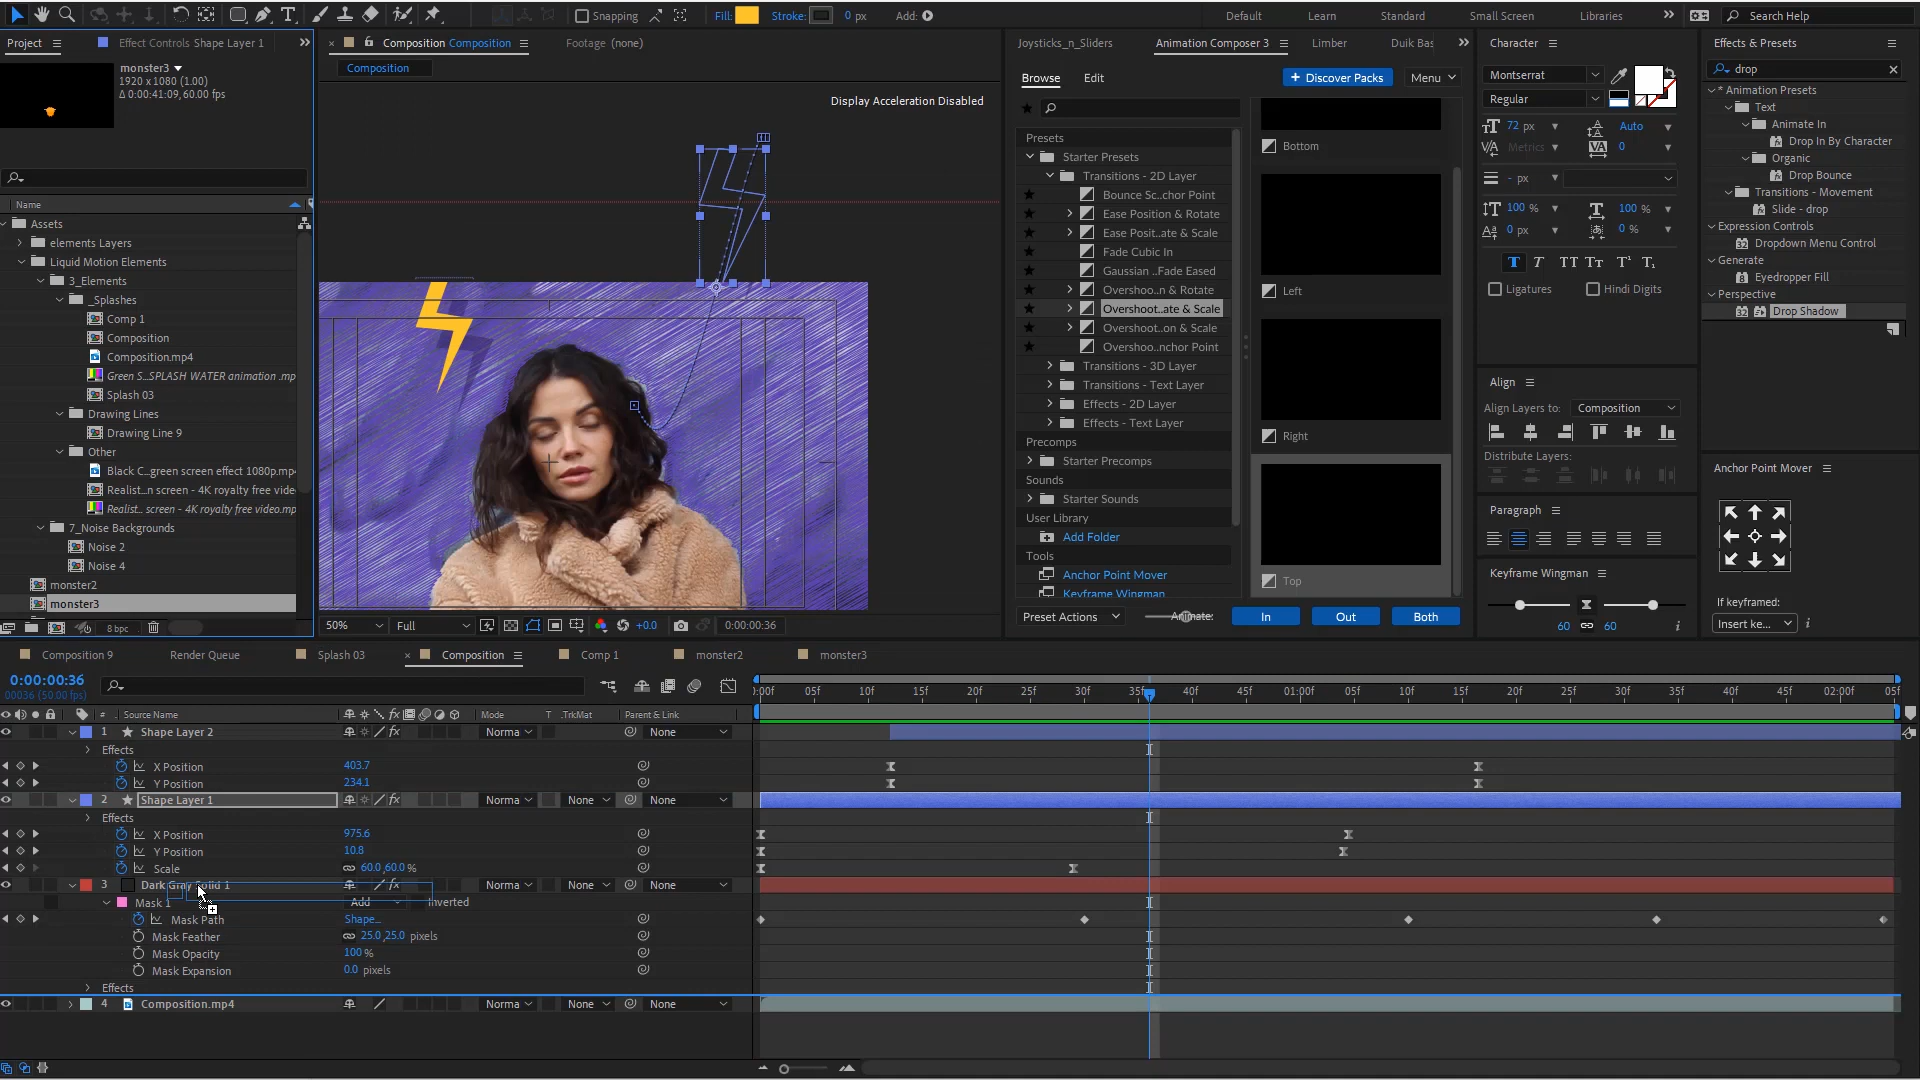 Snapping
Fill:
Stroke:
0 px
Add:
Default
Learn
Standard
Small Screen
Libraries
Search Help
Project
Effect Controls Shape Layer 1
Composition Composition
Footage (none)
Joysticks_n_Sliders
Animation Composer 3
Limber
Duik Bas
Character
Effects & Presets
monster3
1920 x 1080 (1.00)
Δ 0:00:41:09, 60.00 fps
Composition
Display Acceleration Disabled
Browse
Edit
+ Discover Packs
Menu
Montserrat
Regular
drop
Name
Assets
elements Layers
Liquid Motion Elements
3_Elements
_Splashes
Comp 1
Composition
Composition.mp4
Green S...SPLASH WATER animation .mp
Splash 03
Drawing Lines
Drawing Line 9
Other
Black C...green screen effect 1080p.mp4
Realist...n screen - 4K royalty free vide
Realist... screen - 4K royalty free video.mp
7_Noise Backgrounds
Noise 2
Noise 4
monster2
monster3
8 bpc
50%
Full
+0.0
0:00:00:36
Presets
Starter Presets
Transitions - 2D Layer
Bounce Sc...chor Point
Ease Position & Rotate
Ease Posit...ate & Scale
Fade Cubic In
Gaussian ..Fade Eased
Overshoo...n & Rotate
Overshoot..ate & Scale
Overshoot...on & Scale
Overshoo...nchor Point
Transitions - 3D Layer
Transitions - Text Layer
Effects - 2D Layer
Effects - Text Layer
Precomps
Starter Precomps
Sounds
Starter Sounds
User Library
Add Folder
Tools
Anchor Point Mover
Keyframe Wingman
Preset Actions
Animate:
In
Out
Both
Bottom
Left
Right
Top
72 px
Auto
Metrics
0
- px
100 %
100 %
0 px
0 %
Ligatures
Hindi Digits
Align
Align Layers to:
Composition
Distribute Layers:
Paragraph
Keyframe Wingman
60
60
* Animation Presets
Text
Animate In
Drop In By Character
Organic
Drop Bounce
Transitions - Movement
Slide - drop
Expression Controls
Dropdown Menu Control
Generate
Eyedropper Fill
Perspective
Drop Shadow
Anchor Point Mover
If keyframed:
Insert ke...
Composition 9
Render Queue
Splash 03
Composition
Comp 1
monster2
monster3
0:00:00:36
00036 (50.00 fps)
:00f
05f
10f
15f
20f
25f
30f
35f
40f
45f
01:00f
05f
10f
15f
20f
25f
30f
35f
40f
45f
02:00f
05f
#
Source Name
Mode
T .TrkMat
Parent & Link
1
Shape Layer 2
Norma
None
Effects
X Position
403.7
Y Position
234.1
2
Shape Layer 1
Norma
None
None
Effects
X Position
975.6
Y Position
10.8
Scale
60.0,60.0 %
3
Dark Gray Solid 1
Norma
None
None
Mask 1
Add
Inverted
Mask Path
Shape...
Mask Feather
25.0,25.0 pixels
Mask Opacity
100 %
Mask Expansion
0.0 pixels
Effects
4
Composition.mp4
Norma
None
None